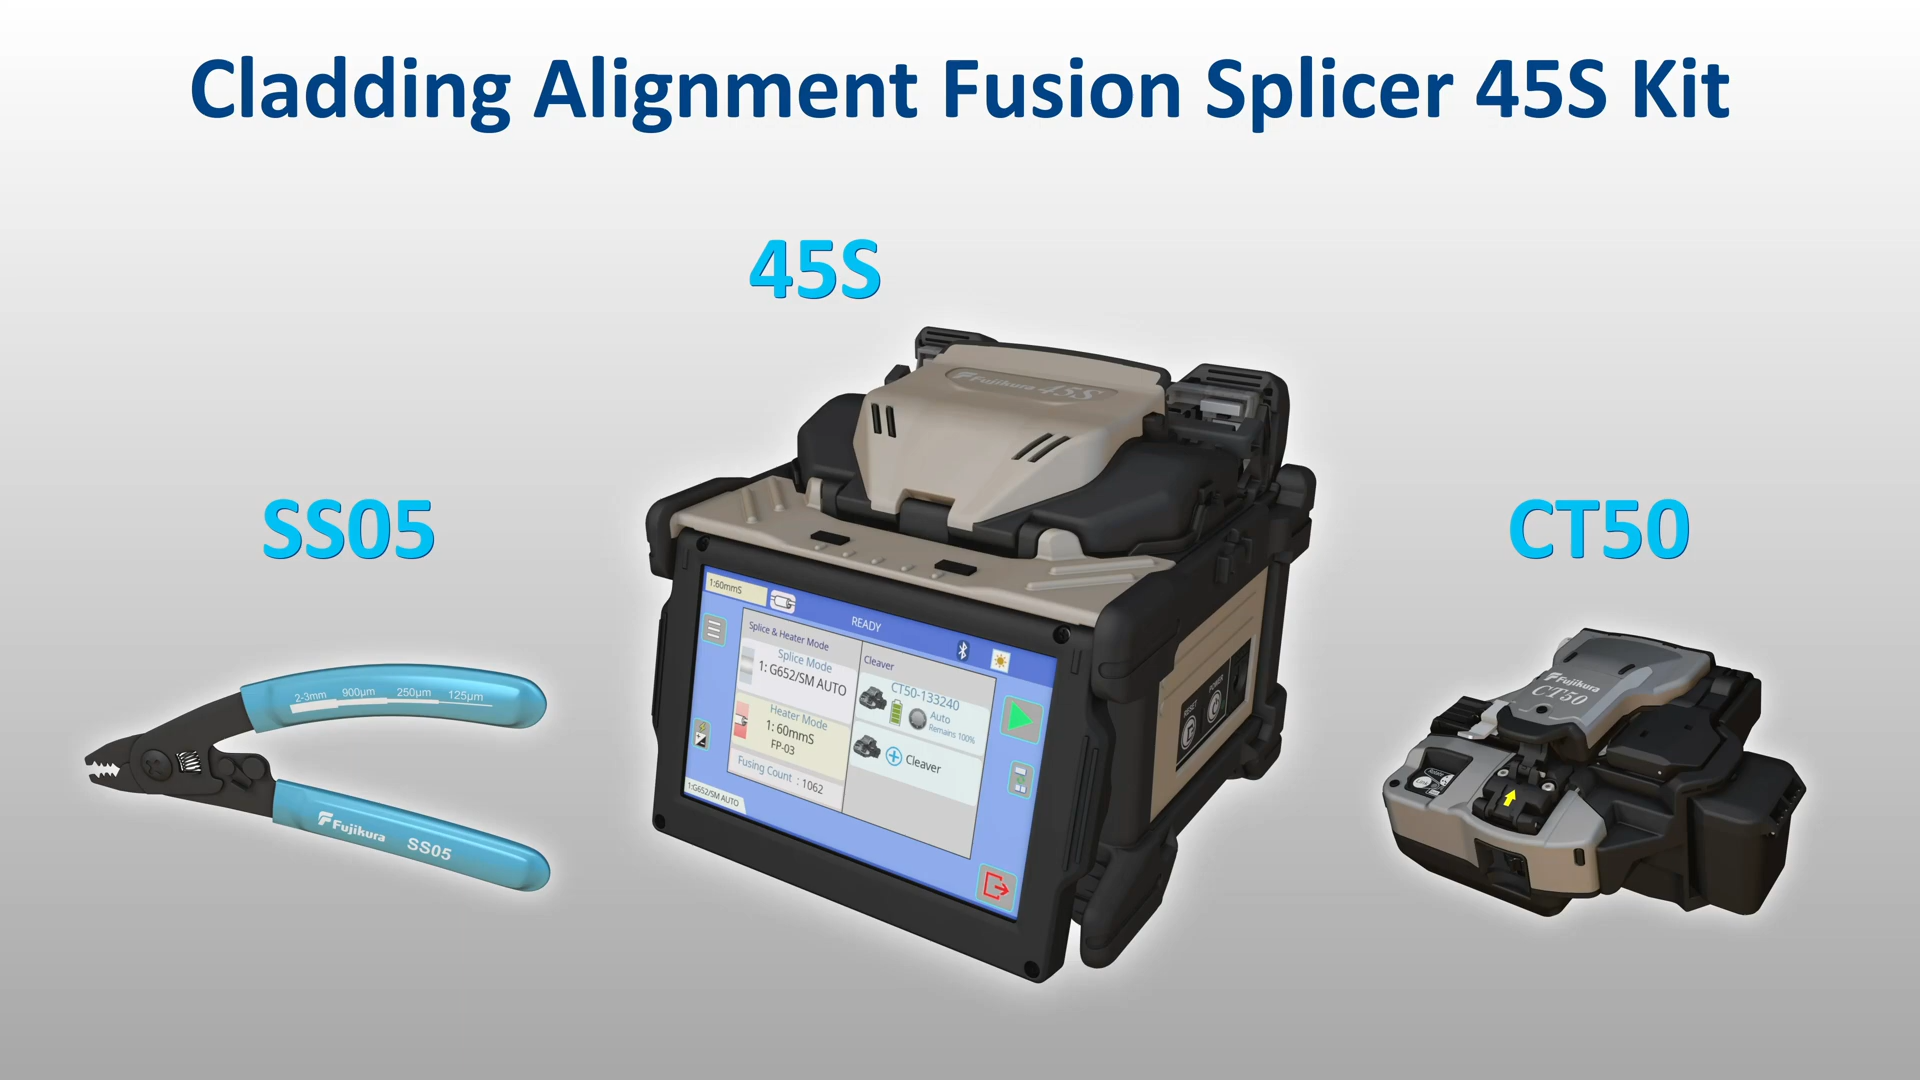 Cladding Alignment Fusion Splicer 45S Kit
45S
SS05
CT50
Fujikura 45S
1:60mmS
READY
Splice & Heater Mode
Splice Mode
1: G652/SM AUTO
Heater Mode
1: 60mmS
FP-03
Fusing Count : 1062
1:G652/SM AUTO
Cleaver
CT50-133240
Auto
Remains 100%
Cleaver
RESET
POWER
2-3mm 900µm 250µm 125µm
Fujikura SS05
Fujikura
CT50